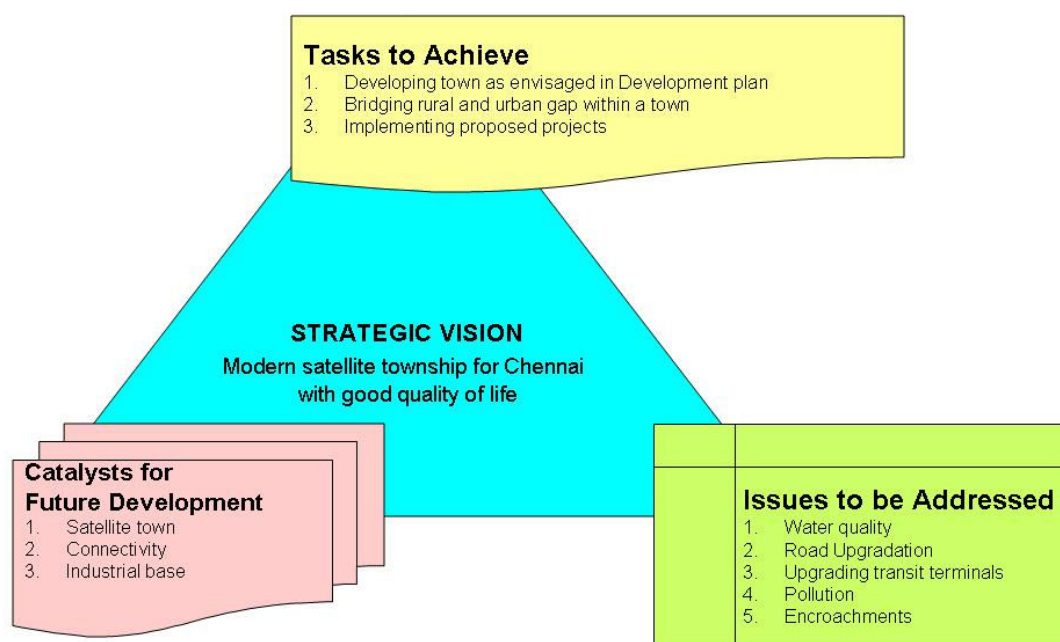 Tasks to Achieve
1. Developing town as envisaged in Development plan
2. Bridging rural and urban gap within a town
3. Implementing proposed projects
STRATEGIC VISION
Modern satellite township for Chennai
with good quality of life
Catalysts for
Future Development
1. Satellite town
2. Connectivity
3. Industrial base
Issues to be Addressed
1. Water quality
2. Road Upgradation
3. Upgrading transit terminals
4. Pollution
5. Encroachments